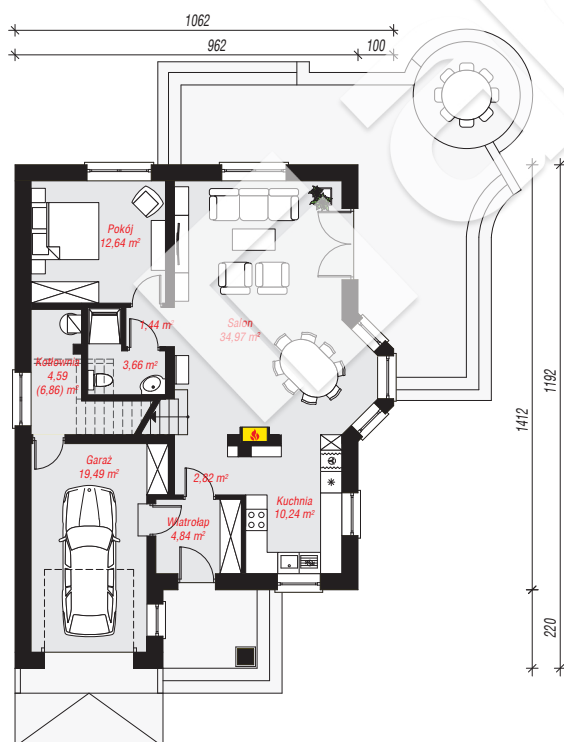 1062
962
100
Pokój
12,64 m²
1,44 m²
Salon
34,97 m²
Kotłownia
4,59
(6,86) m²
3,66 m²
1192
1412
Garaż
19,49 m²
2,82 m²
Kuchnia
10,24 m²
Wiatrołap
4,84 m²
220